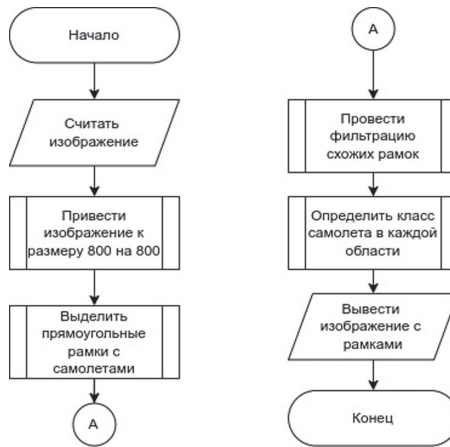 Начало
Считать
изображение
Привести
изображение к
размеру 800 на 800
Выделить
прямоугольные
рамки с
самолетами
А
А
Провести
фильтрацию
схожих рамок
Определить класс
самолета в каждой
области
Вывести
изображение с
рамками
Конец